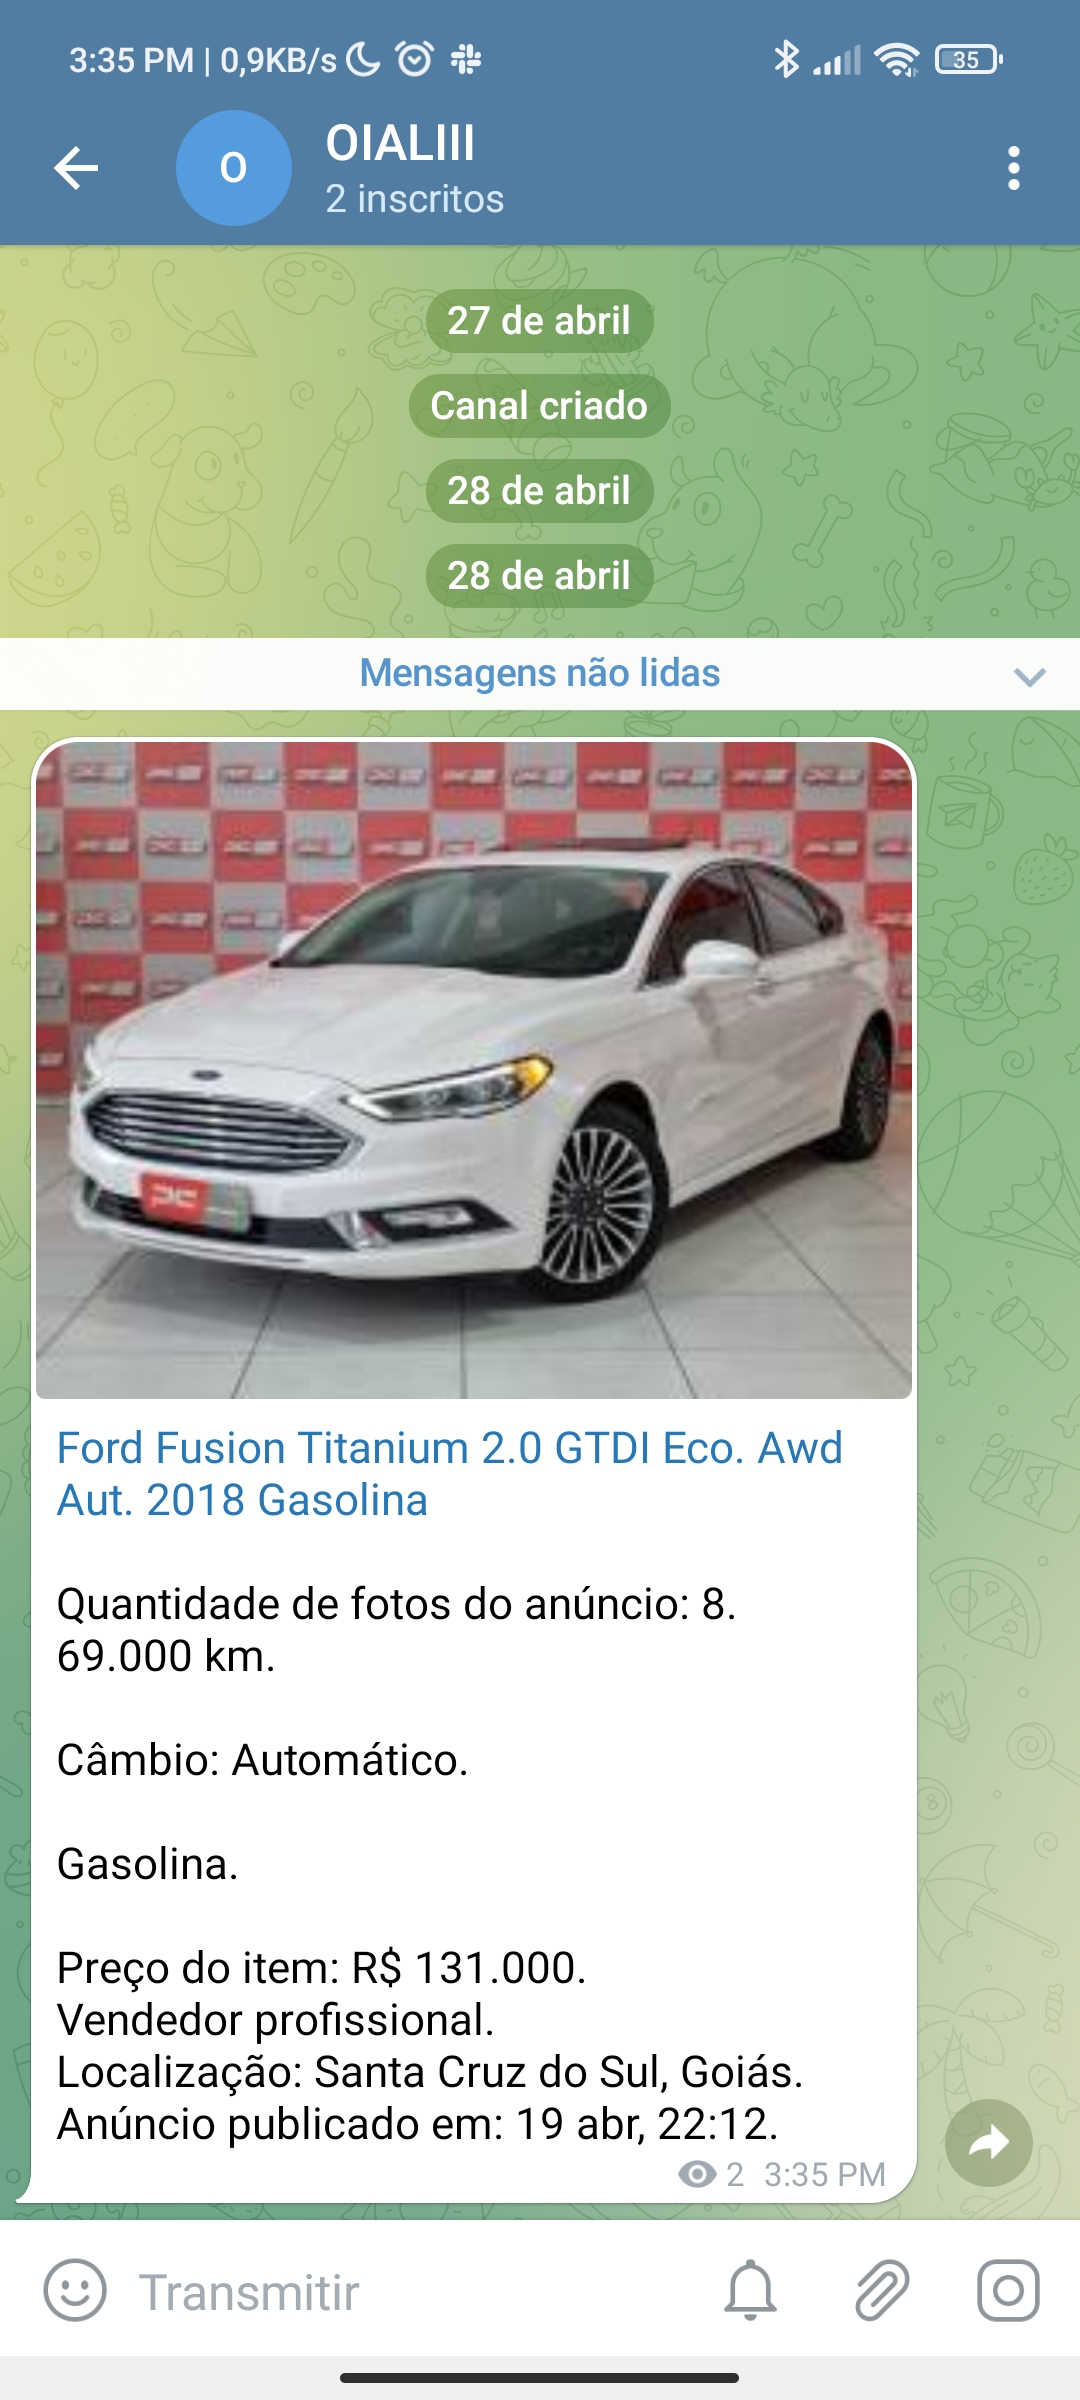 3:35 PM | 0,9KB/s
35
O
OIALIII
2 inscritos
27 de abril
Canal criado
28 de abril
28 de abril
Mensagens não lidas
Ford Fusion Titanium 2.0 GTDI Eco. Awd
Aut. 2018 Gasolina
Quantidade de fotos do anúncio: 8.
69.000 km.
Câmbio: Automático.
Gasolina.
Preço do item: R$ 131.000.
Vendedor profissional.
Localização: Santa Cruz do Sul, Goiás.
Anúncio publicado em: 19 abr, 22:12.
2 3:35 PM
Transmitir